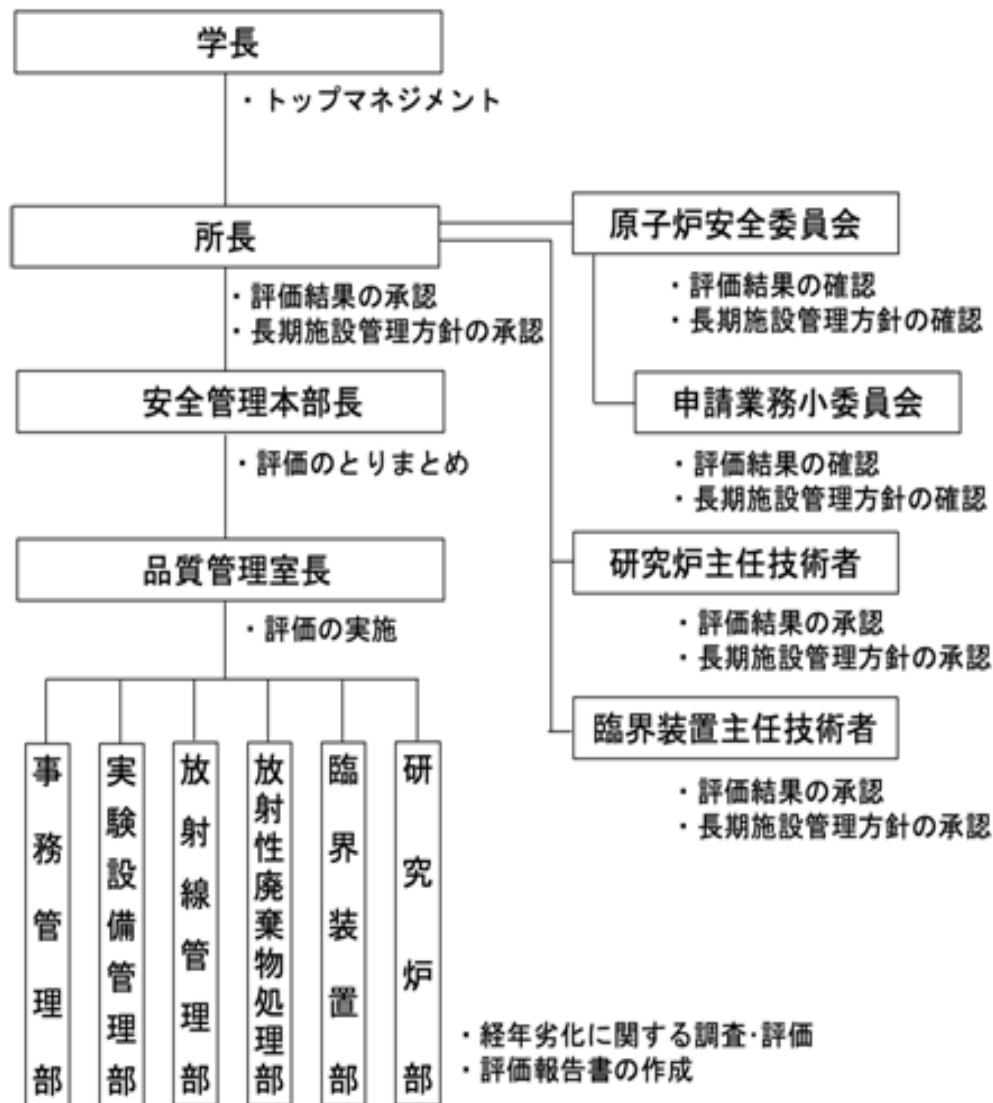 学長
・トップマネジメント
所長
・評価結果の承認
・長期施設管理方針の承認
安全管理本部長
・評価のとりまとめ
品質管理室長
・評価の実施
原子炉安全委員会
・評価結果の確認
・長期施設管理方針の確認
申請業務小委員会
・評価結果の確認
・長期施設管理方針の確認
研究炉主任技術者
・評価結果の承認
・長期施設管理方針の承認
臨界装置主任技術者
・評価結果の承認
・長期施設管理方針の承認
事務管理部
実験設備管理部
放射線管理部
放射性廃棄物処理部
臨界装置部
研究炉部
・経年劣化に関する調査・評価
・評価報告書の作成